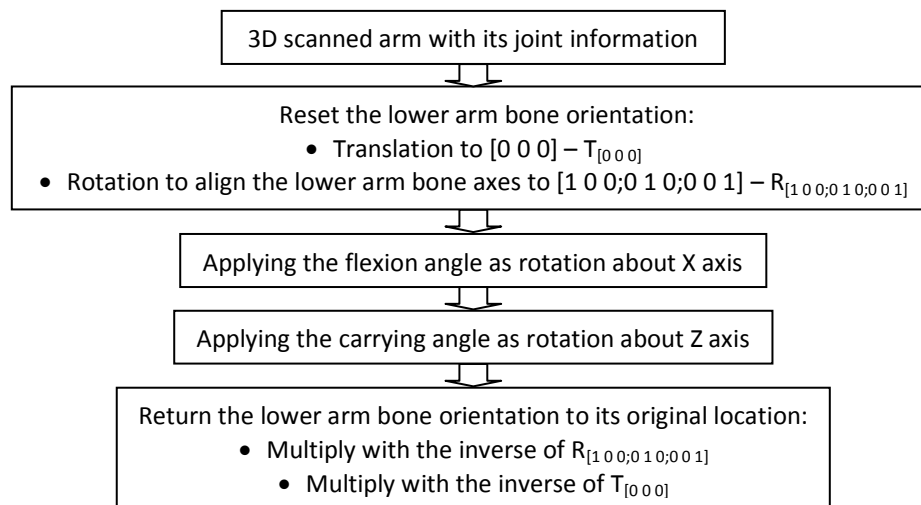 3D scanned arm with its joint information
Reset the lower arm bone orientation:
• Translation to [0 0 0] – T[0 0 0]
• Rotation to align the lower arm bone axes to [1 0 0;0 1 0;0 0 1] – R[1 0 0;0 1 0;0 0 1]
Applying the flexion angle as rotation about X axis
Applying the carrying angle as rotation about Z axis
Return the lower arm bone orientation to its original location:
• Multiply with the inverse of R[1 0 0;0 1 0;0 0 1]
• Multiply with the inverse of T[0 0 0]